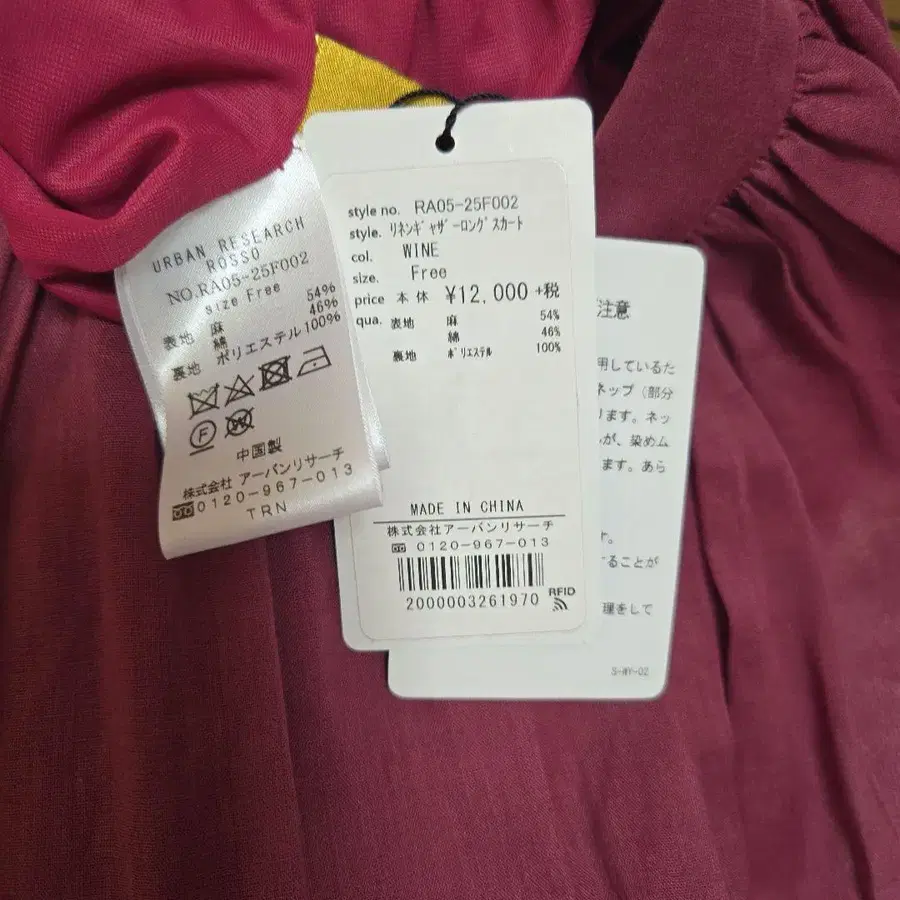 URBAN RESEARCH
ROSSO
NO.RA05-25F002
size Free
表地 麻 54%
綿 46%
裏地 ポリエステル 100%
F
W
中国製
株式会社 アーバンリサーチ
0120-967-013
TRN
style no. RA05-25F002
style. リネンギャザーロングスカート
col. WINE
size. Free
price 本体 ¥12,000 +税
qua. 表地 麻 54%
綿 46%
裏地 ポリエステル 100%
MADE IN CHINA
株式会社 アーバンリサーチ
0120-967-013
2000003261970
RFID
注意
用しているた
ネップ（部分
ります。ネッ
が、染めム
ます。あら
す。
ることが
理をして
S-WY-02